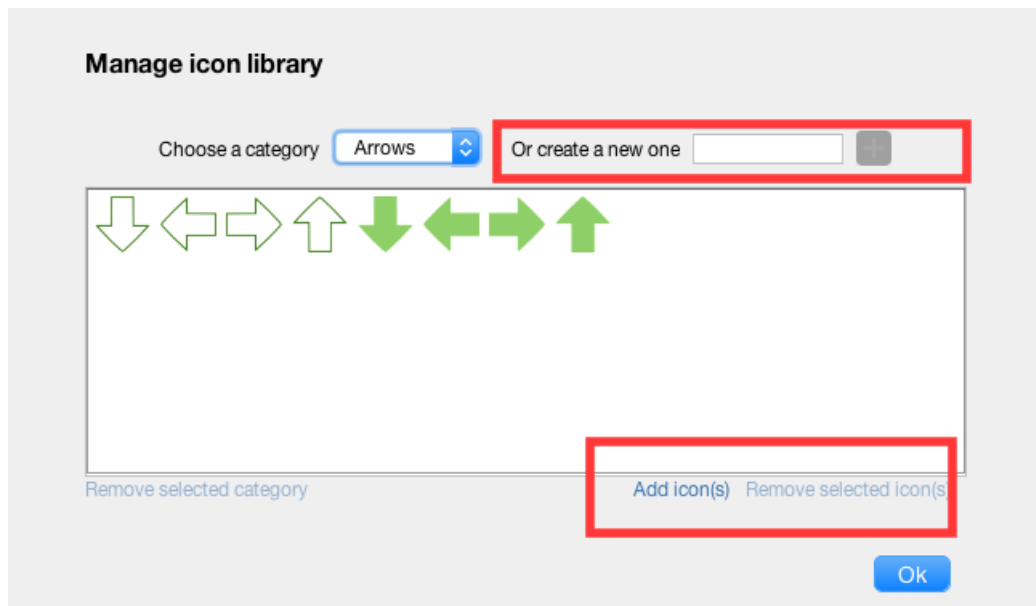 Manage icon library
Choose a category Arrows Or create a new one
Remove selected category Add icon(s) Remove selected icon(s)
Ok